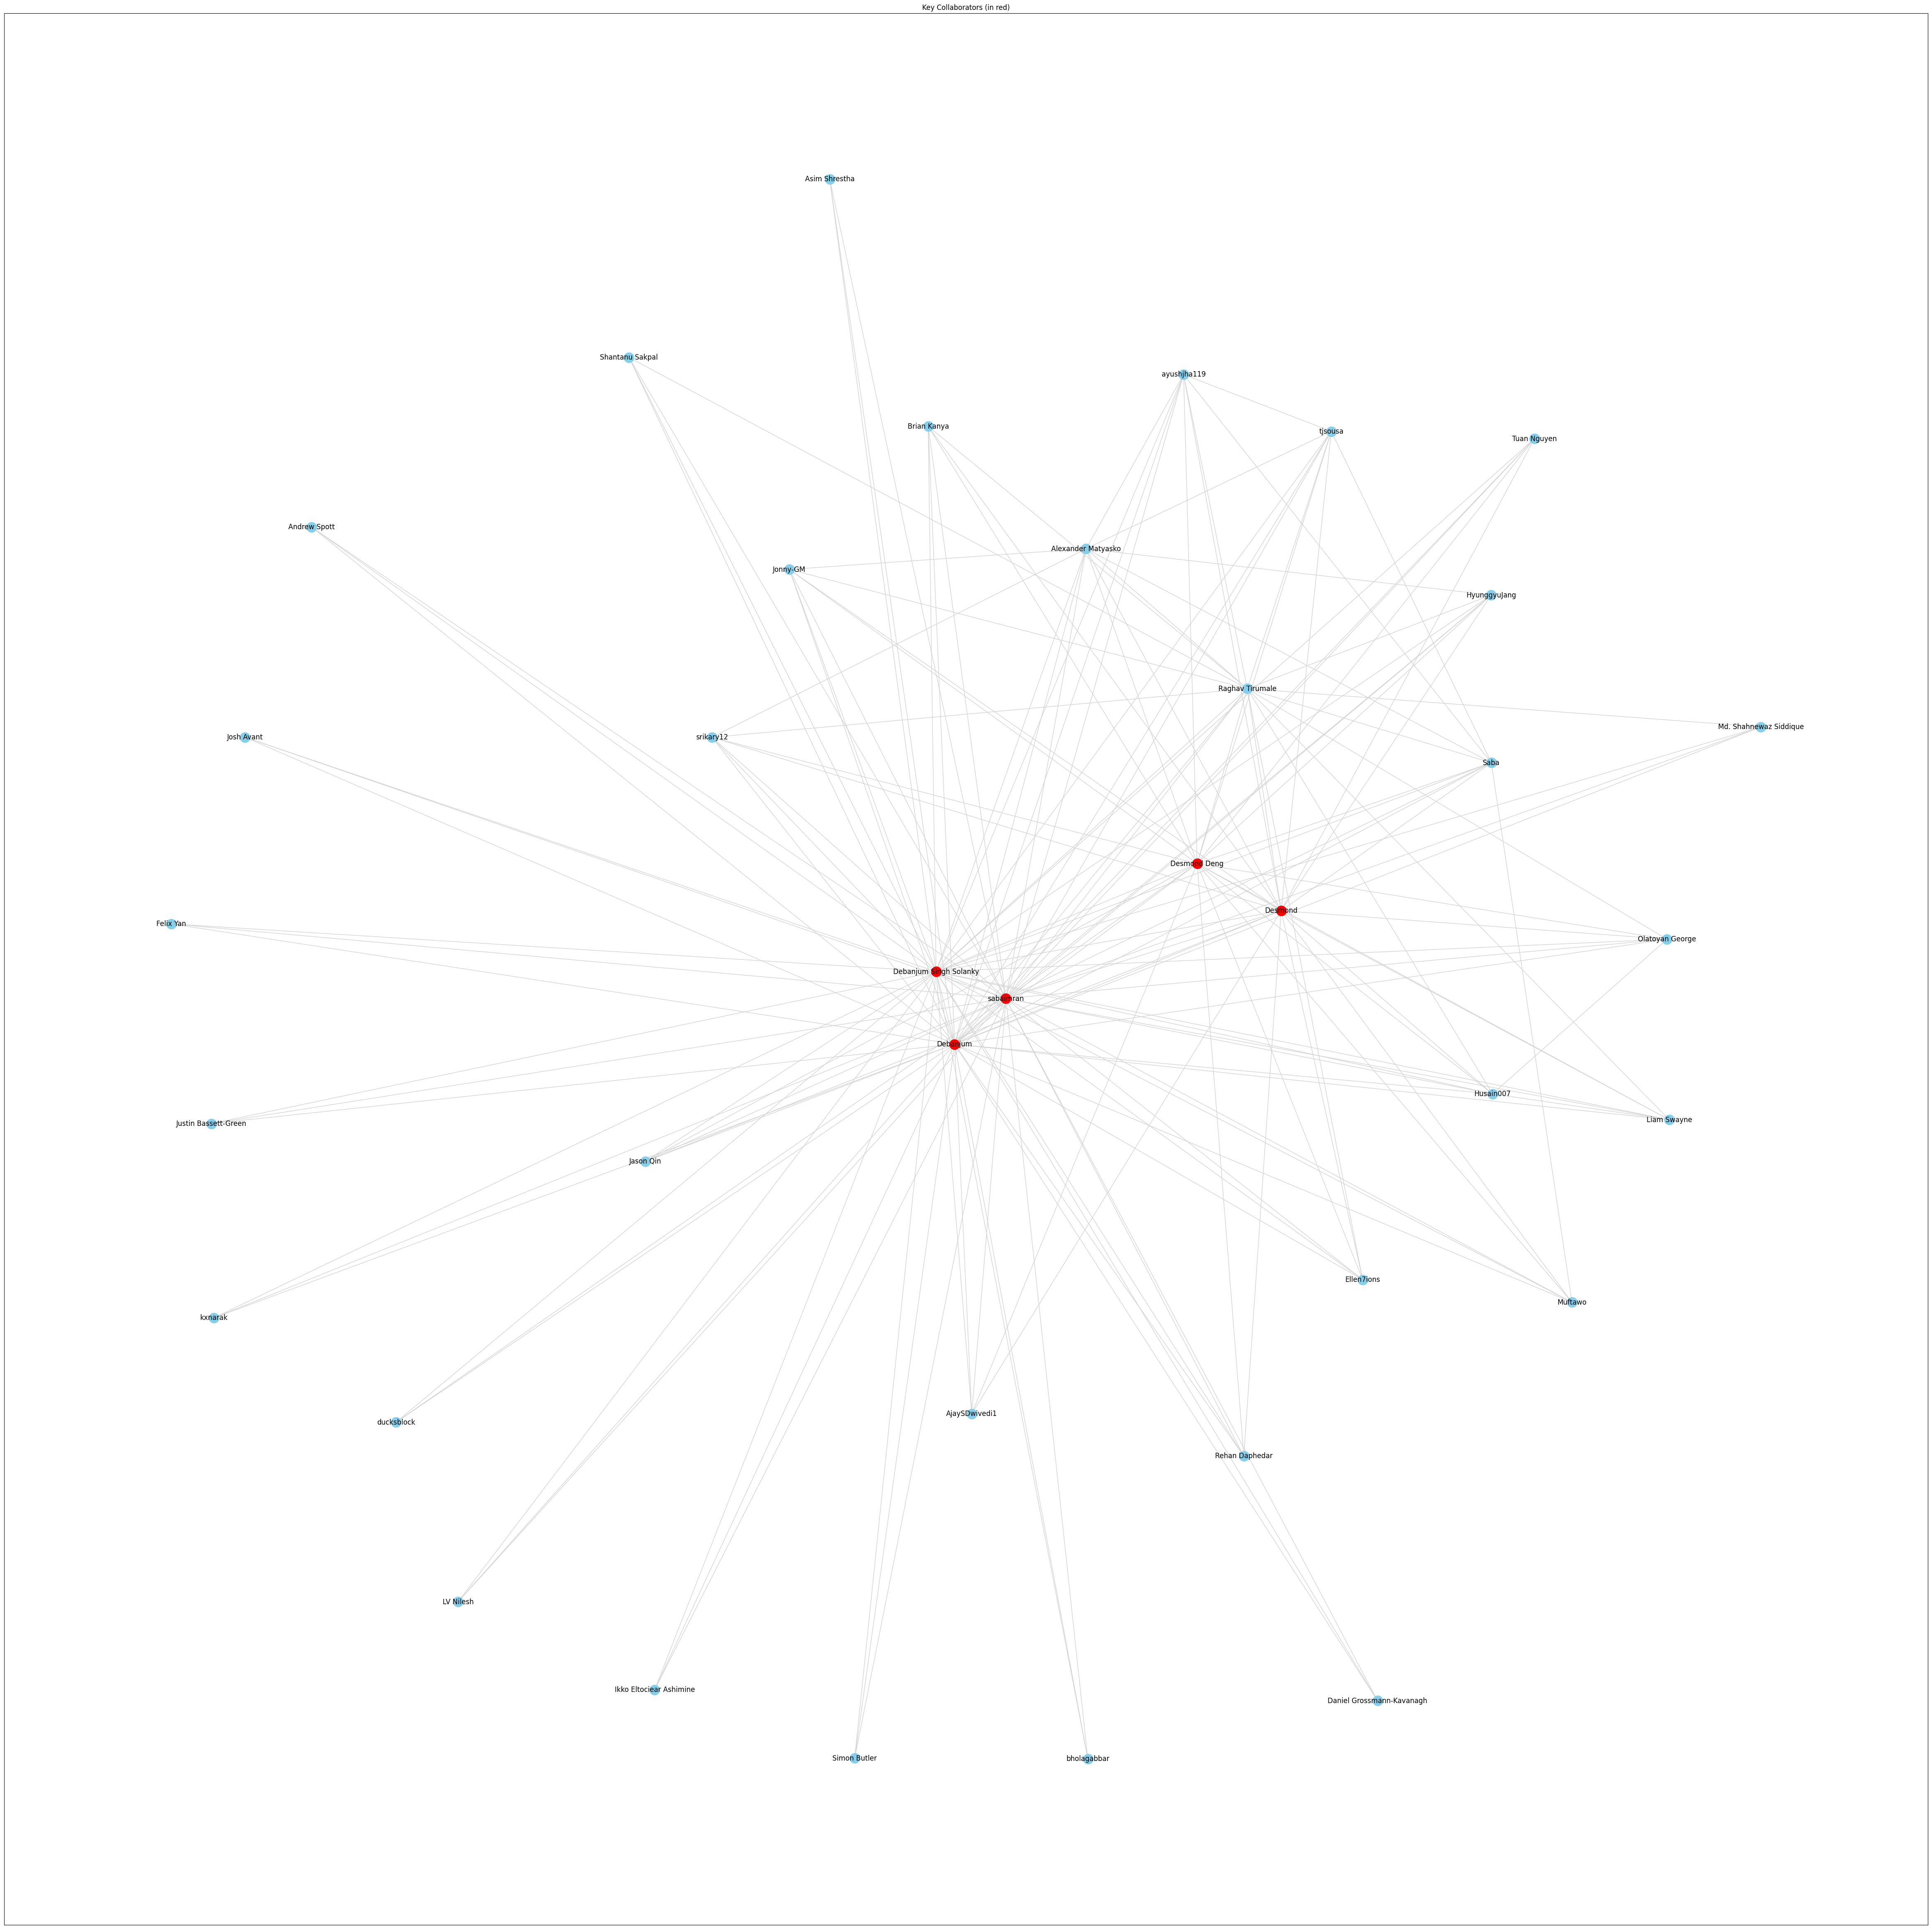 Key Collaborators (in red)
Asim Shrestha
Shantanu Sakpal
ayushjha119
Brian Kanya
tjsousa
Tuan Nguyen
Andrew Spott
Alexander Matyasko
Jonny-GM
HyunggyuJang
Raghav Tirumale
Md. Shahnewaz Siddique
Josh Avant
srikary12
Saba
Desmond Deng
Desmond
Felix Yan
Olatoyan George
Debanjum Singh Solanky
sabaimran
Debanjum
Husain007
Liam Swayne
Justin Bassett-Green
Jason Qin
Ellen7ions
Muftawo
kxnarak
AjaySDwivedi1
ducksblock
Rehan Daphedar
LV Nilesh
Ikko Eltociear Ashimine
Daniel Grossmann-Kavanagh
Simon Butler
bholagabbar